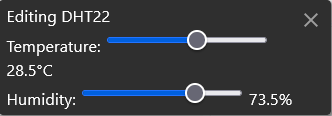 Editing DHT22
Temperature:
28.5°C
Humidity: 73.5%